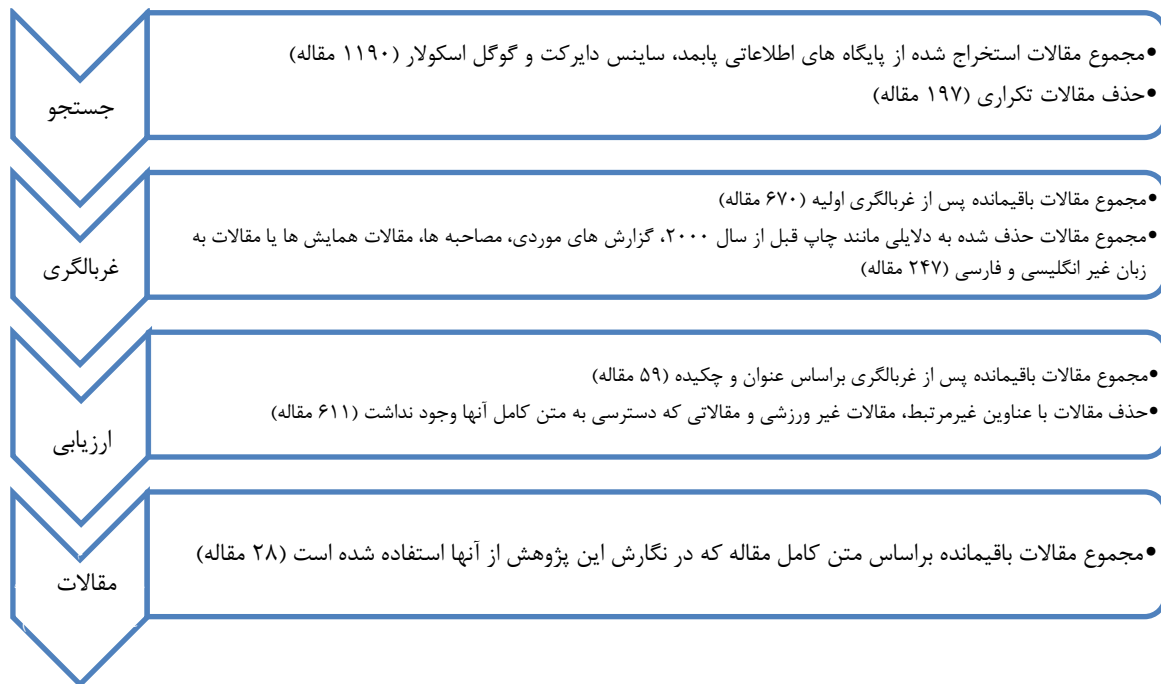 جستجو
•مجموع مقالات استخراج شده از پایگاه های اطلاعاتی پابمد، ساینس دایرکت و گوگل اسکولار (۱۱۹۰ مقاله)
•حذف مقالات تکراری (۱۹۷ مقاله)
غربالگری
•مجموع مقالات باقیمانده پس از غربالگری اولیه (۶۷۰ مقاله)
•مجموع مقالات حذف شده به دلایلی مانند چاپ قبل از سال ۲۰۰۰، گزارش های موردی، مصاحبه ها، مقالات همایش ها یا مقالات به
زبان غیر انگلیسی و فارسی (۲۴۷ مقاله)
ارزیابی
•مجموع مقالات باقیمانده پس از غربالگری براساس عنوان و چکیده (۵۹ مقاله)
•حذف مقالات با عناوین غیرمرتبط، مقالات غیر ورزشی و مقالاتی که دسترسی به متن کامل آنها وجود نداشت (۶۱۱ مقاله)
مقالات
•مجموع مقالات باقیمانده براساس متن کامل مقاله که در نگارش این پژوهش از آنها استفاده شده است (۲۸ مقاله)